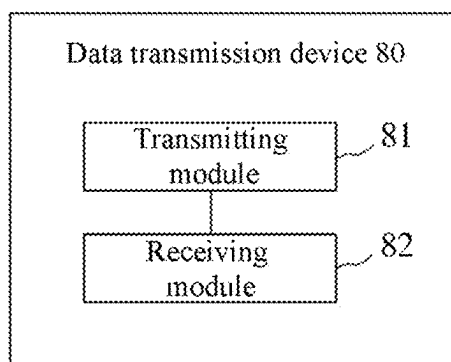 Data transmission device 80
Transmitting
module
81
Receiving
module
82